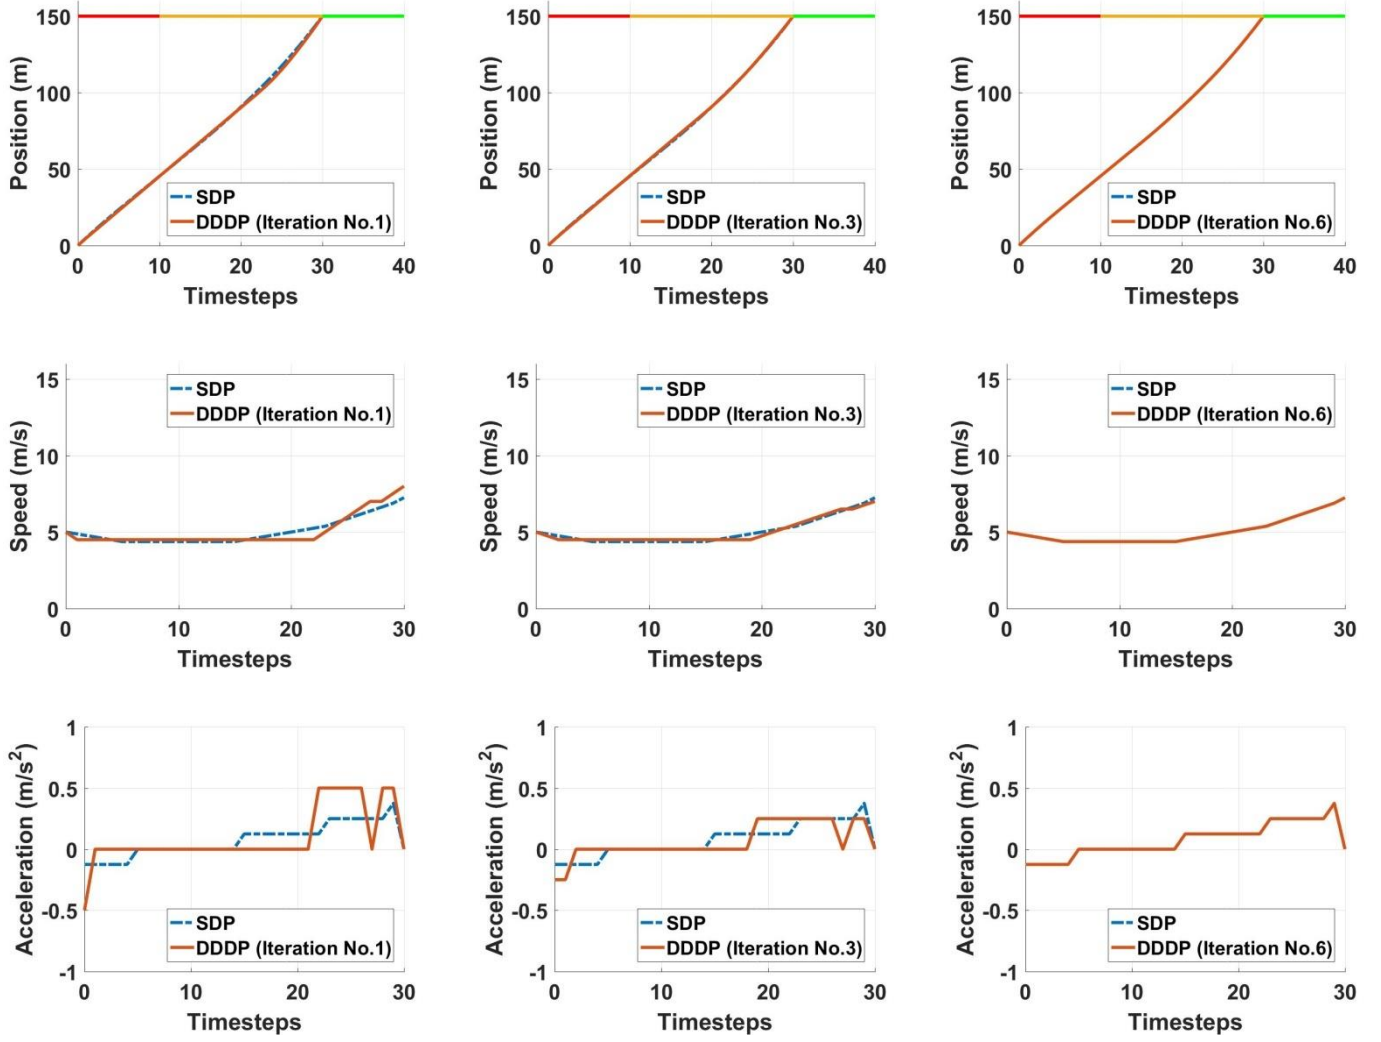 150
100
50
0
Position (m)
SDP
DDDP (Iteration No.1)
0 10 20 30 40
Timesteps
150
100
50
0
Position (m)
SDP
DDDP (Iteration No.3)
0 10 20 30 40
Timesteps
150
100
50
0
Position (m)
SDP
DDDP (Iteration No.6)
0 10 20 30 40
Timesteps
15
10
5
0
Speed (m/s)
SDP
DDDP (Iteration No.1)
0 10 20 30
Timesteps
15
10
5
0
Speed (m/s)
SDP
DDDP (Iteration No.3)
0 10 20 30
Timesteps
15
10
5
0
Speed (m/s)
SDP
DDDP (Iteration No.6)
0 10 20 30
Timesteps
1
0.5
0
-0.5
-1
Acceleration (m/s²)
SDP
DDDP (Iteration No.1)
0 10 20 30
Timesteps
1
0.5
0
-0.5
-1
Acceleration (m/s²)
SDP
DDDP (Iteration No.3)
0 10 20 30
Timesteps
1
0.5
0
-0.5
-1
Acceleration (m/s²)
SDP
DDDP (Iteration No.6)
0 10 20 30
Timesteps